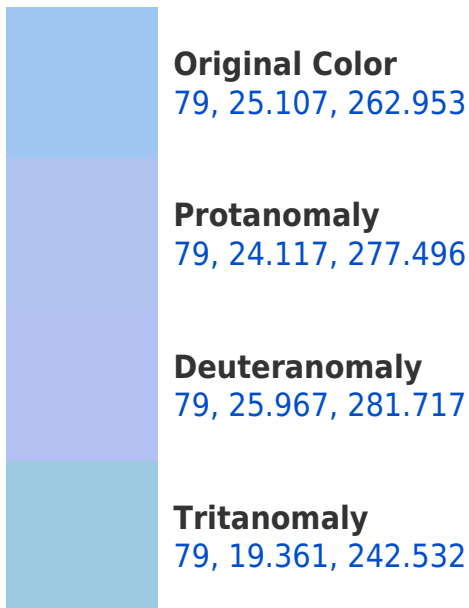 Original Color
79, 25.107, 262.953
Protanomaly
79, 24.117, 277.496
Deuteranomaly
79, 25.967, 281.717
Tritanomaly
79, 19.361, 242.532